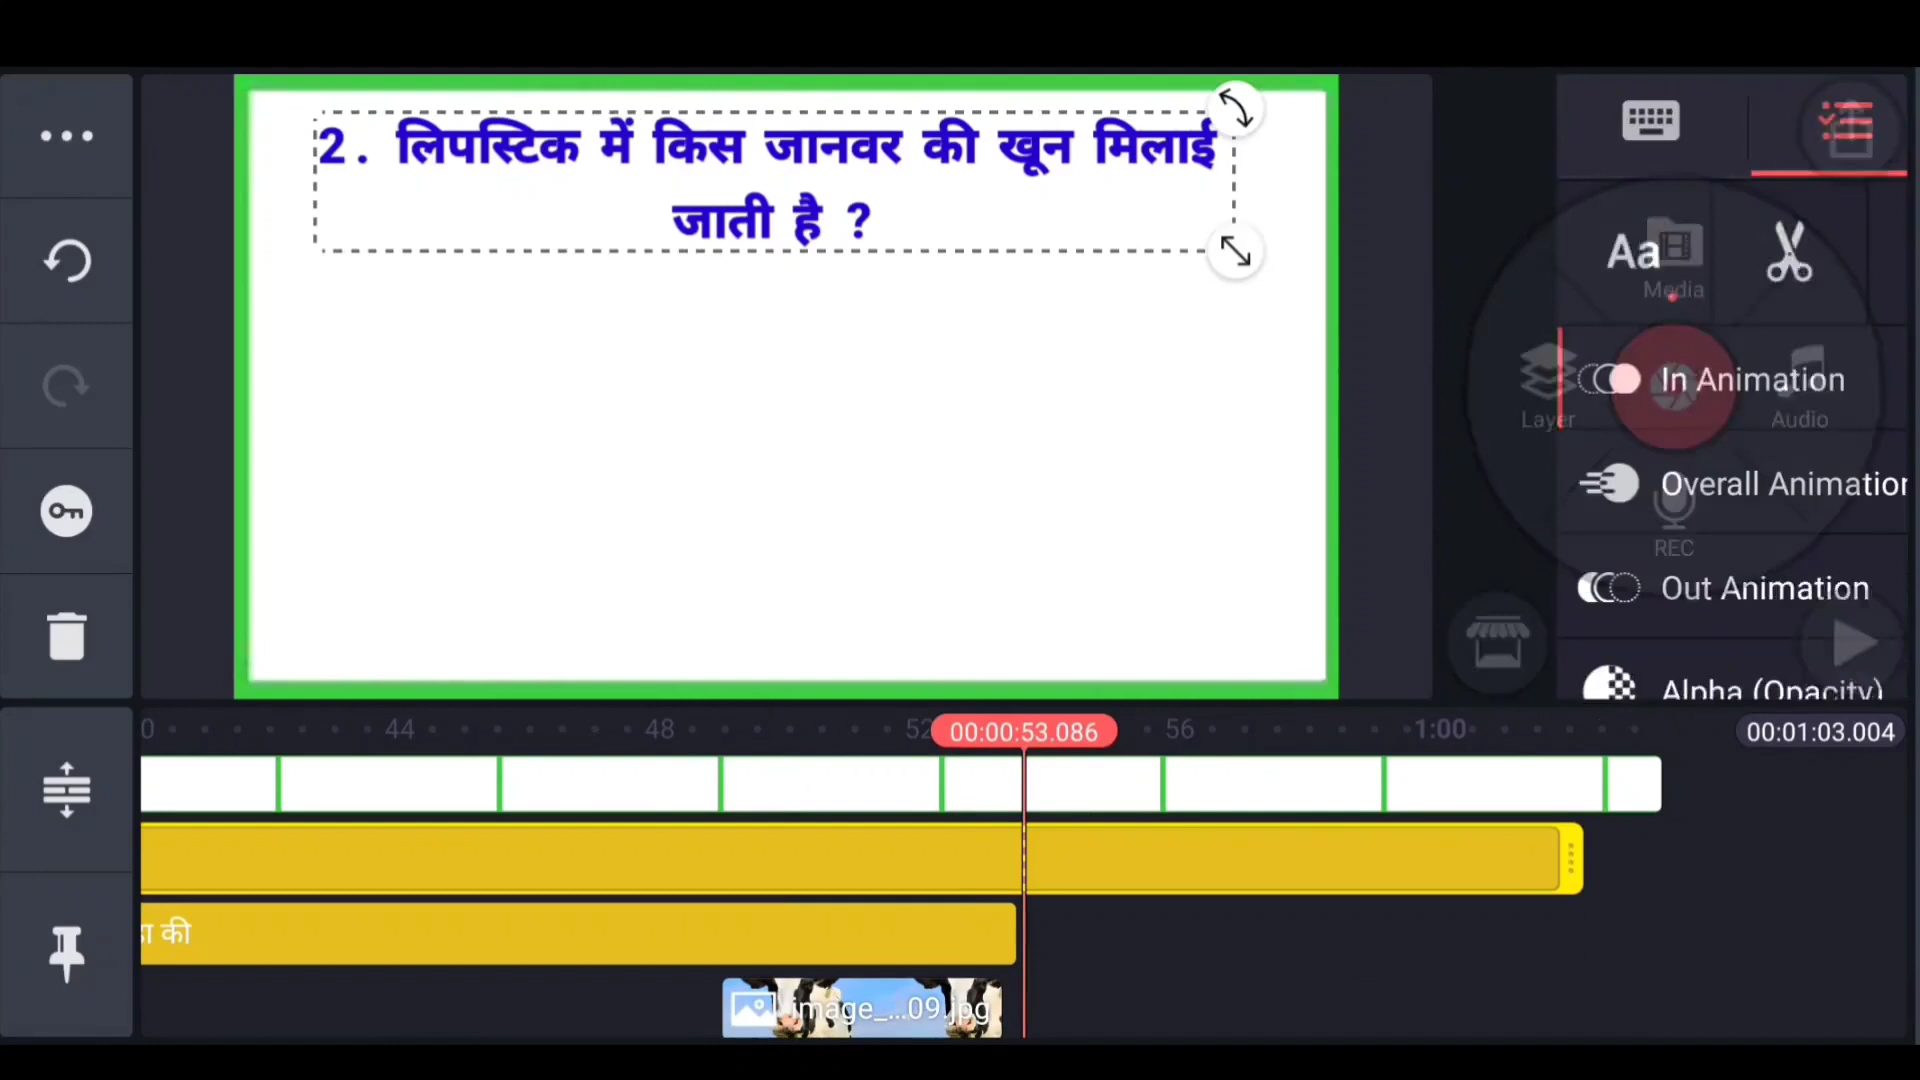 2. लिपस्टिक में किस जानवर की खून मिलाई
जाती है ?
Aa
Media
In Animation
Layer
Audio
Overall Animation
REC
Out Animation
Alpha (Opacity)
0 44 48 52 00:00:53.086 56 1:00 00:01:03.004
की
image_...09.jpg